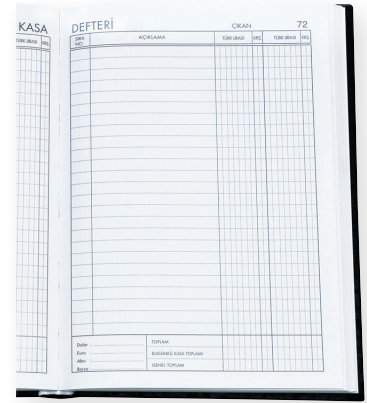 KASA
TÜRK LİRASI KRŞ.
DEFTERİ ÇIKAN 72
SIRA NO. AÇIKLAMA TÜRK LİRASI KRŞ. TÜRK LİRASI KRŞ.
Dolar TOPLAM
Euro BUGÜNKÜ KASA TOPLAMI
Altın GENEL TOPLAM